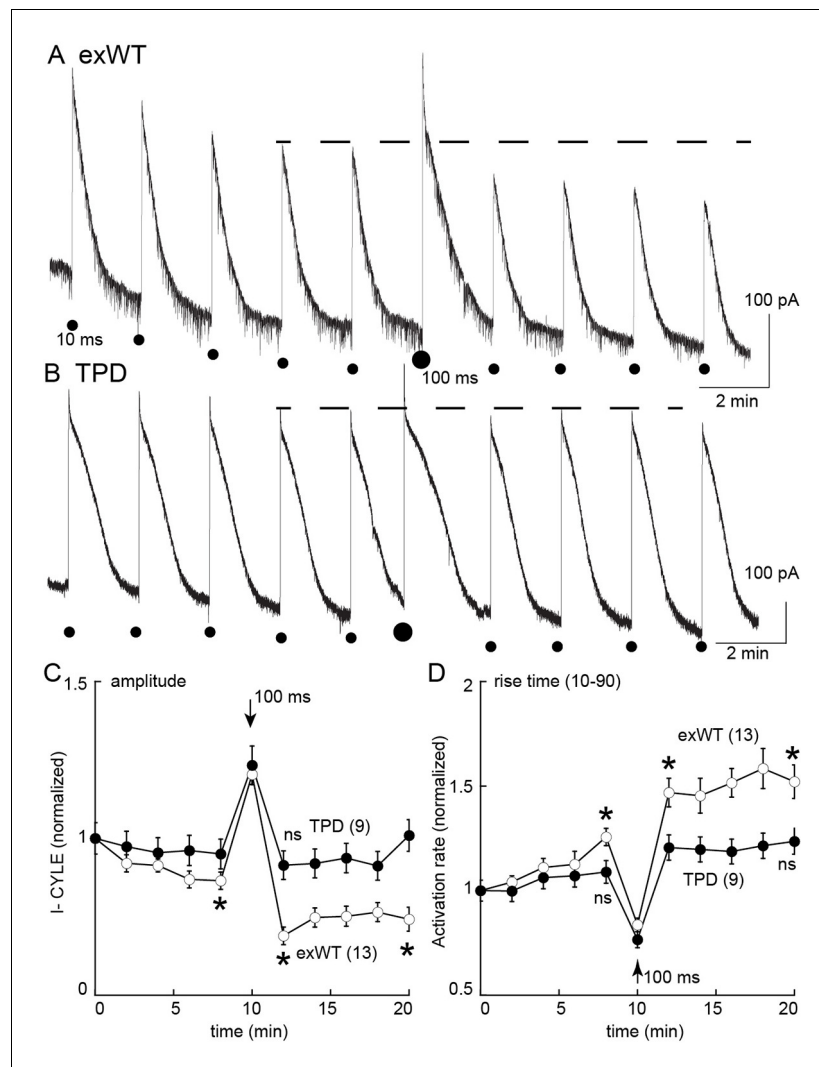 A exWT
10 ms
100 pA
100 ms
2 min
B TPD
100 pA
2 min
C amplitude
1.5
1
0
I- CYLE (normalized)
100 ms
ns
TPD (9)
*
*
exWT (13)
*
0 5 10 15 20
time (min)
D rise time (10-90)
2
1.5
1
0.5
Activation rate (normalized)
exWT (13)
*
*
*
ns
TPD (9)
ns
100 ms
0 5 10 15 20
time (min)